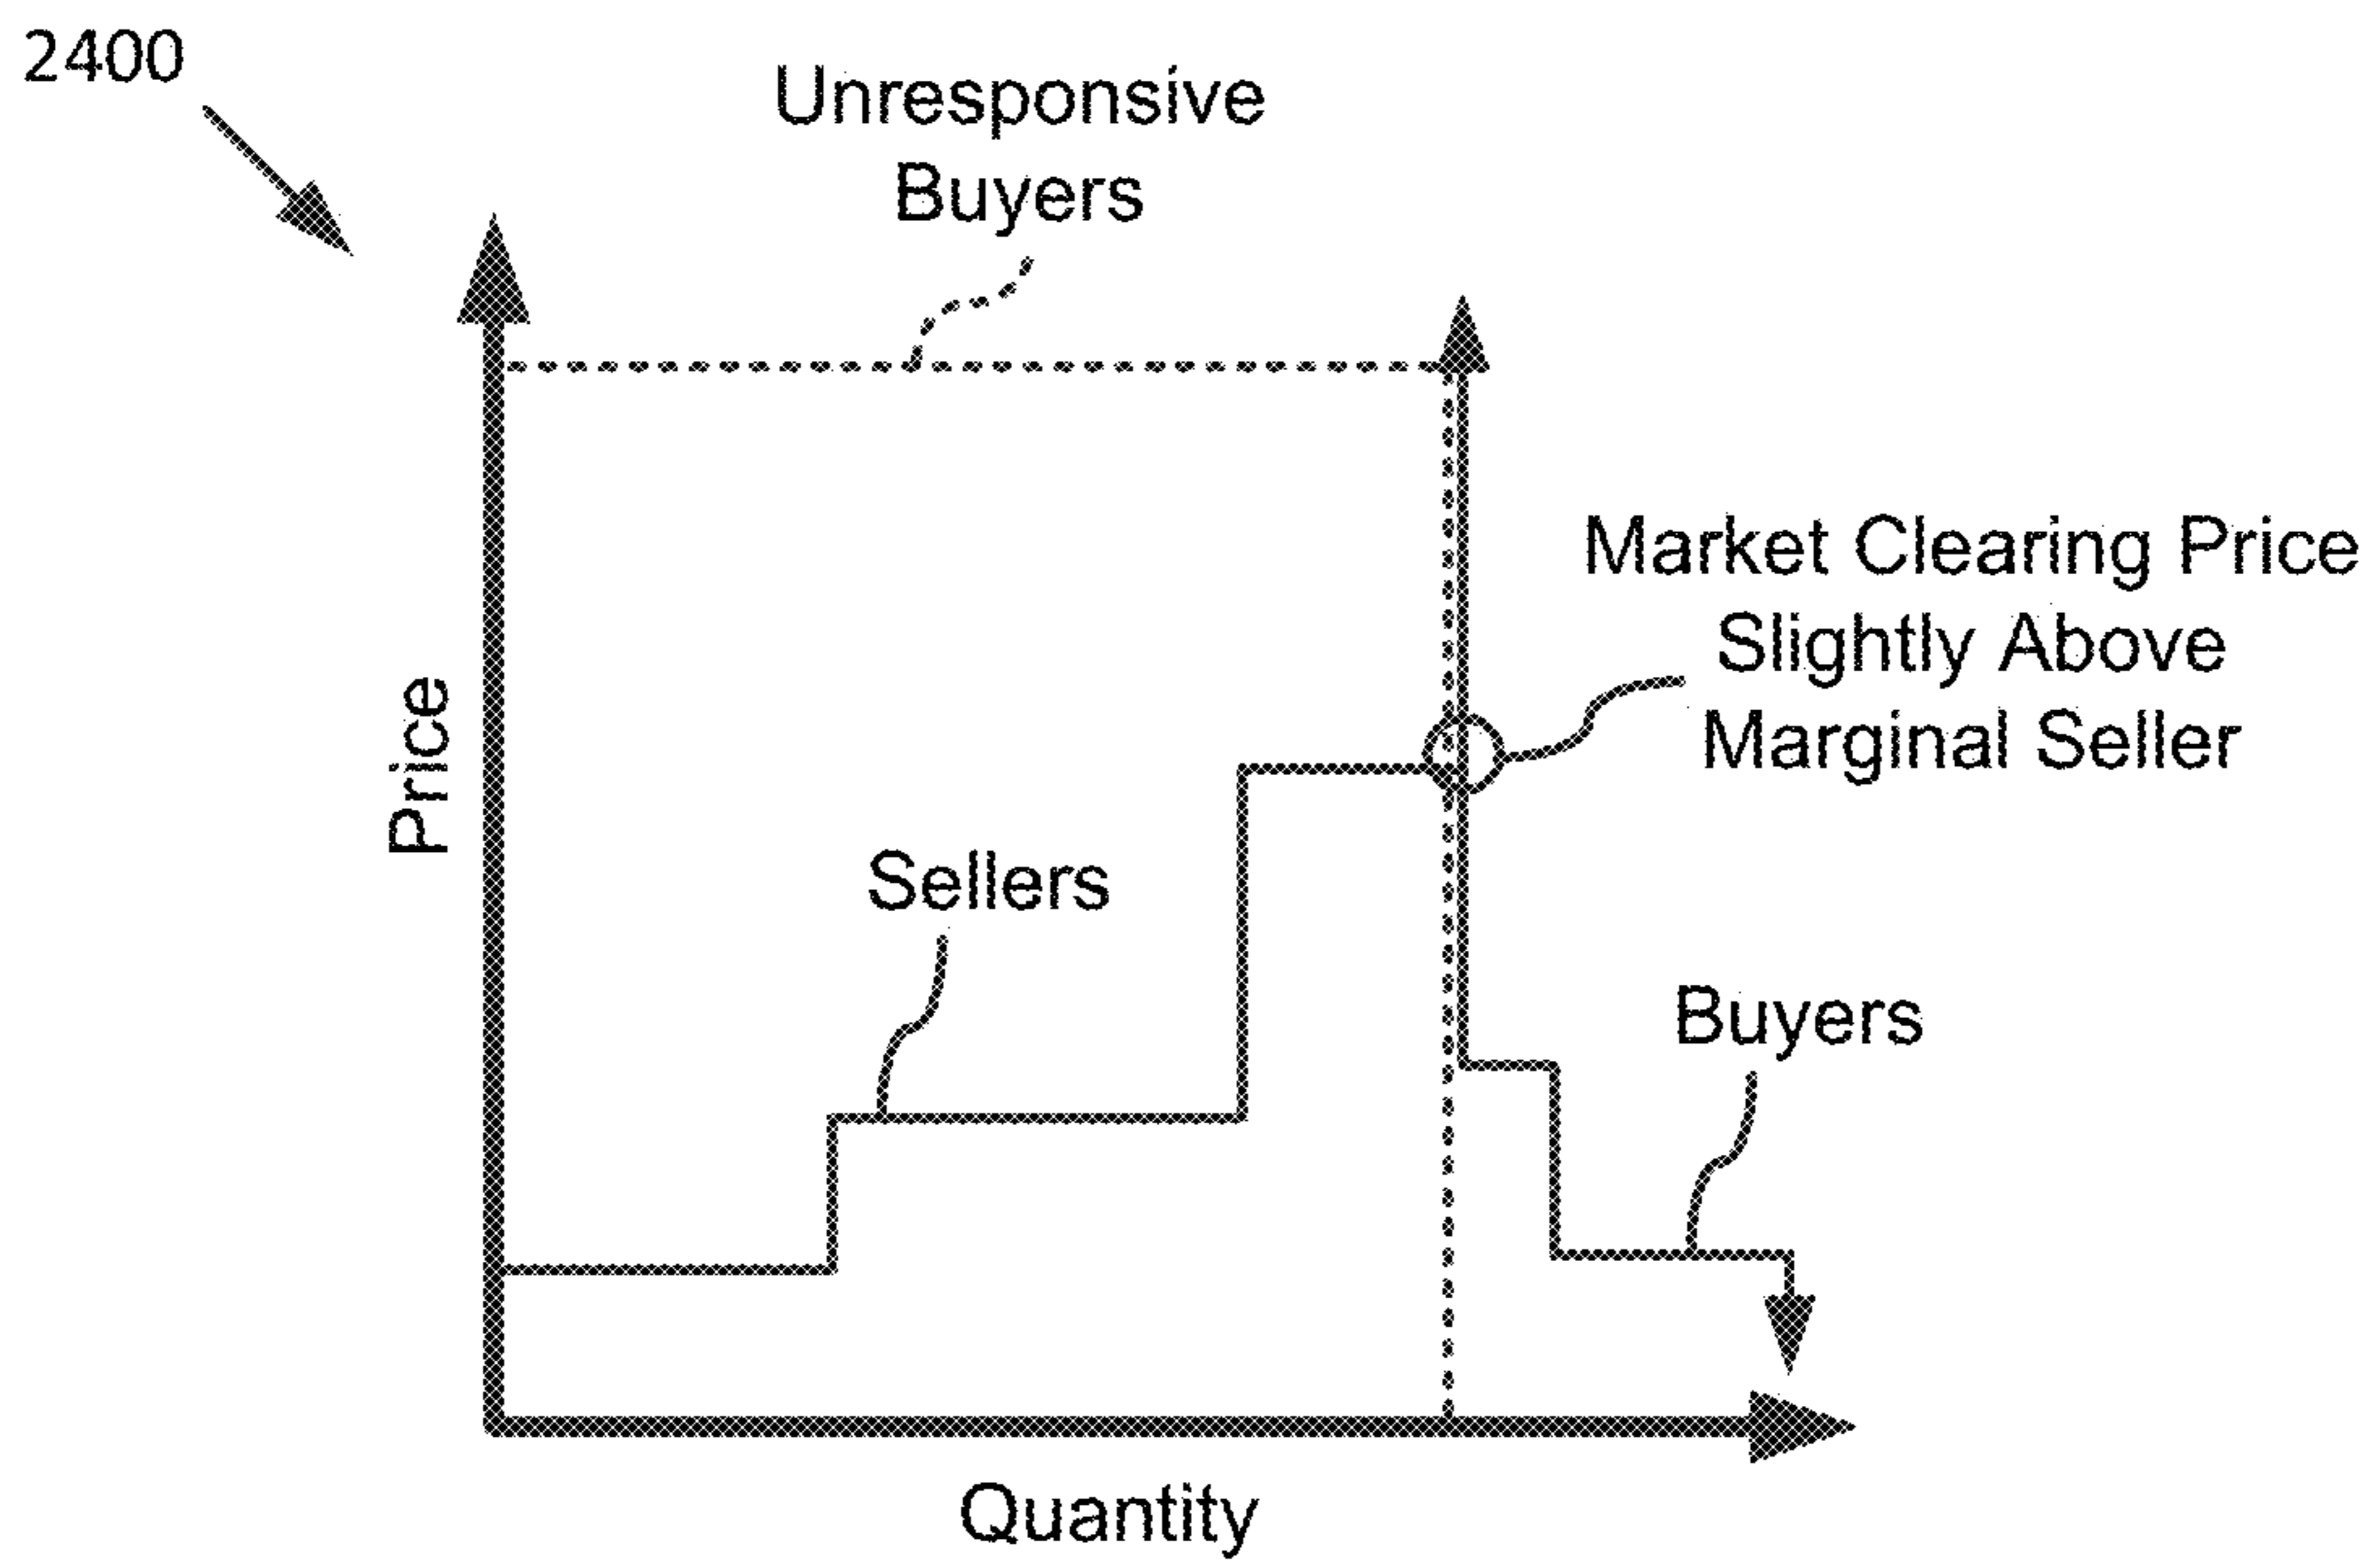 2400
Unresponsive
Buyers
Market Clearing Price
Slightly Above
Marginal Seller
Price
Sellers
Buyers
Quantity